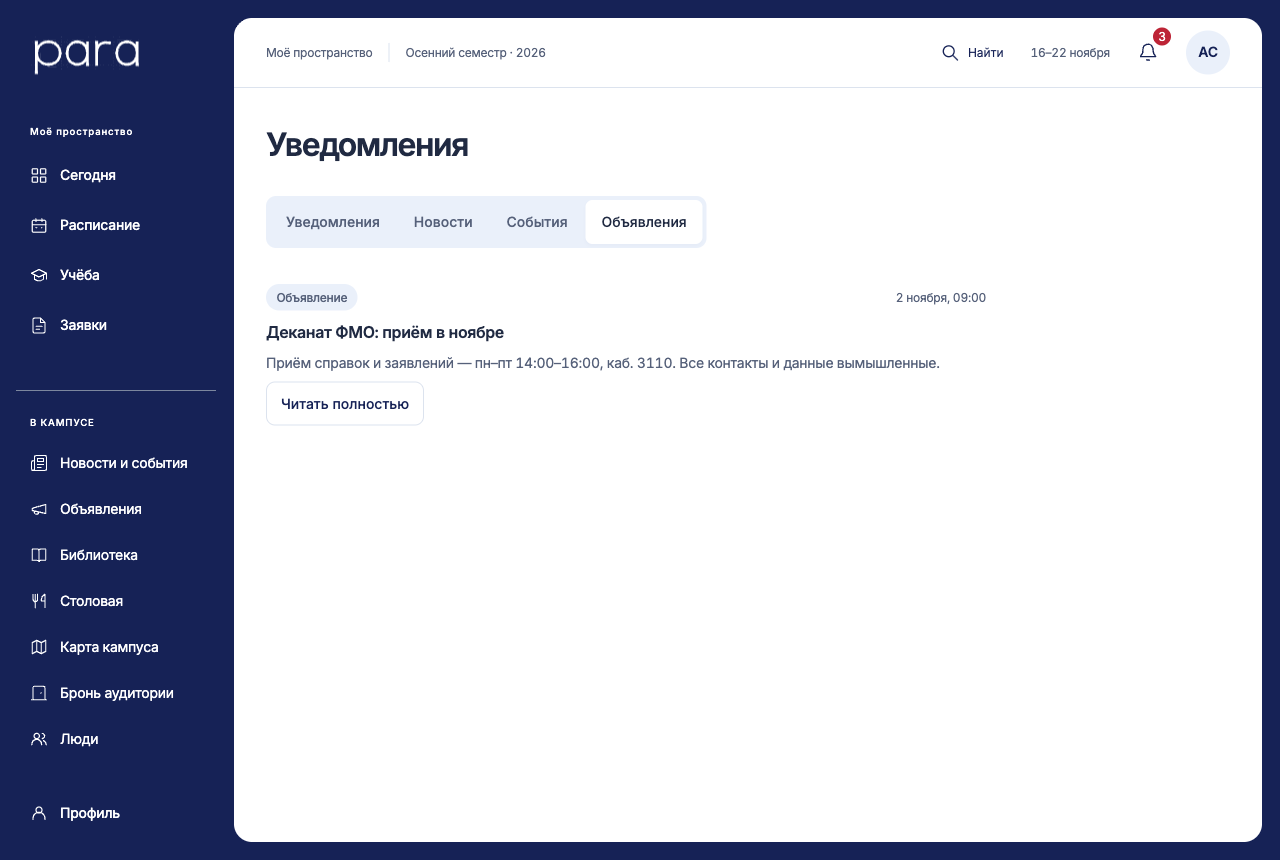 para
Моё пространство
Сегодня
Расписание
Учёба
Заявки
В КАМПУСЕ
Новости и события
Объявления
Библиотека
Столовая
Карта кампуса
Бронь аудитории
Люди
Профиль
Моё пространство
Осенний семестр · 2026
Найти
16–22 ноября
3
АС
Уведомления
Уведомления
Новости
События
Объявления
Объявление
2 ноября, 09:00
Деканат ФМО: приём в ноябре
Приём справок и заявлений — пн–пт 14:00–16:00, каб. 3110. Все контакты и данные вымышленные.
Читать полностью